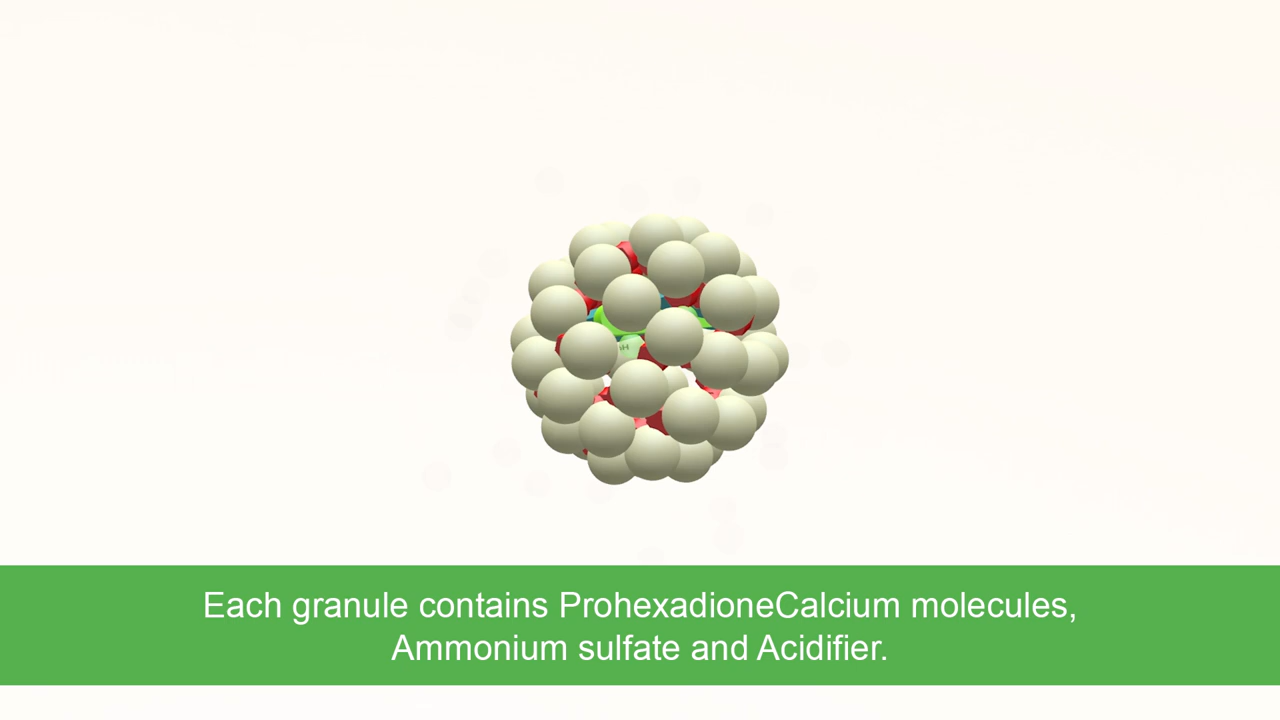 Each granule contains ProhexadioneCalcium molecules,
Ammonium sulfate and Acidifier.